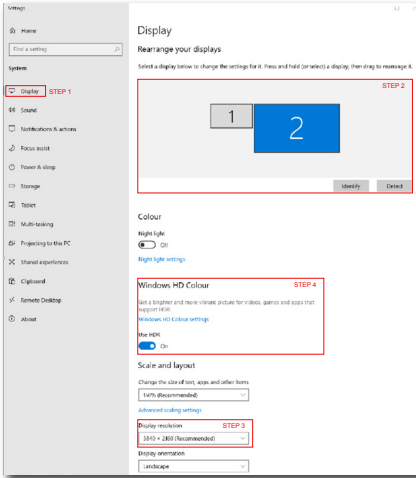 Settings
Home
Find a setting
System
Display STEP 1
Sound
Notifications & actions
Focus assist
Power & sleep
Storage
Tablet
Multi-tasking
Projecting to this PC
Shared experiences
Clipboard
Remote Desktop
About
Display
Rearrange your displays
Select a display below to change the settings for it. Press and hold (or select) a display, then drag to rearrange it.
STEP 2
1
2
Identify Detect
Colour
Night light
Off
Night light settings
Windows HD Colour STEP 4
Get a brighter and more vibrant picture for videos, games and apps that
support HDR
Windows HD Colour settings
Use HDR
On
Scale and layout
Change the size of text, apps and other items
150% (Recommended)
Advanced scaling settings
Display resolution STEP 3
3840 × 2160 (Recommended)
Display orientation
Landscape